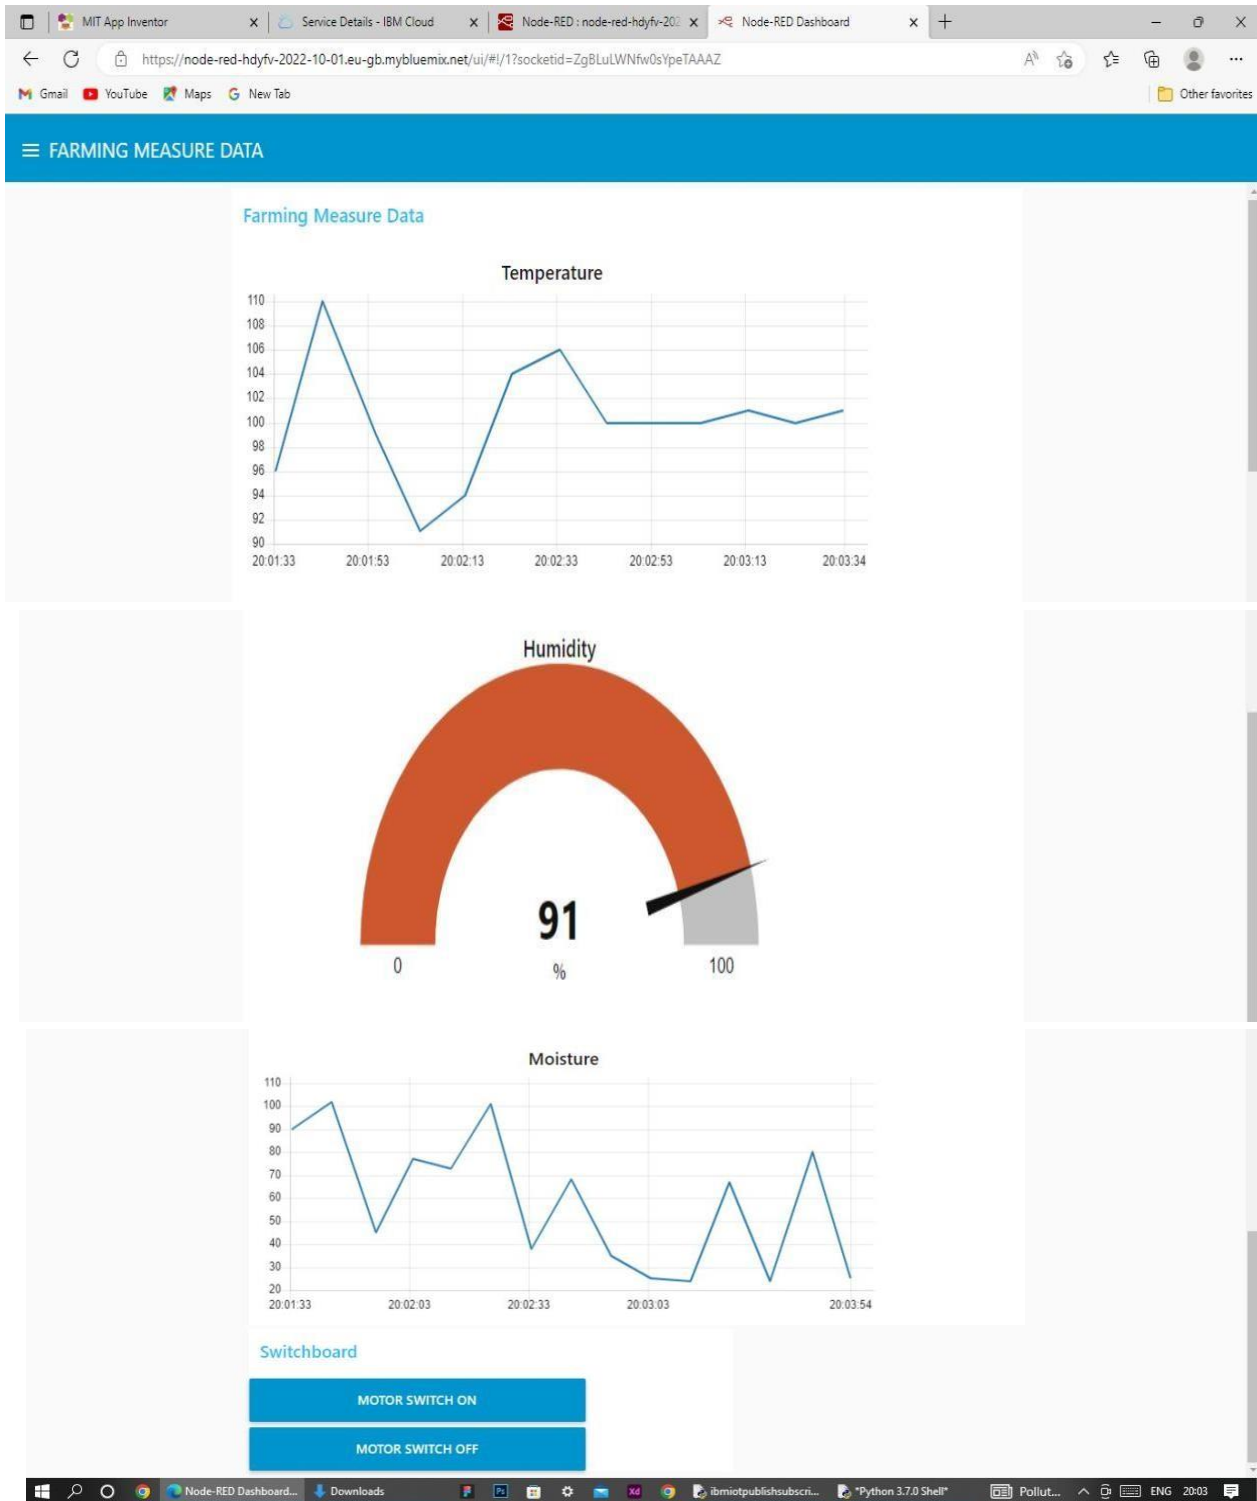 MIT App Inventor
Service Details - IBM Cloud
Node-RED : node-red-hdyfv-202
Node-RED Dashboard
https://node-red-hdyfv-2022-10-01.eu-gb.mybluemix.net/ui/#!/1?socketid=ZgBLuLWNfw0sYpeTAAAZ
Gmail YouTube Maps New Tab Other favorites
FARMING MEASURE DATA
Farming Measure Data
Temperature
110
108
106
104
102
100
98
96
94
92
90
20:01:33 20:01:53 20:02:13 20:02:33 20:02:53 20:03:13 20:03:34
Humidity
91
%
0 100
Moisture
110
100
90
80
70
60
50
40
30
20
20:01:33 20:02:03 20:02:33 20:03:03 20:03:54
Switchboard
MOTOR SWITCH ON
MOTOR SWITCH OFF
Node-RED Dashboard... Downloads Ps Xd ibmiotpublishsubscri... *Python 3.7.0 Shell* Pollut... ENG 20:03